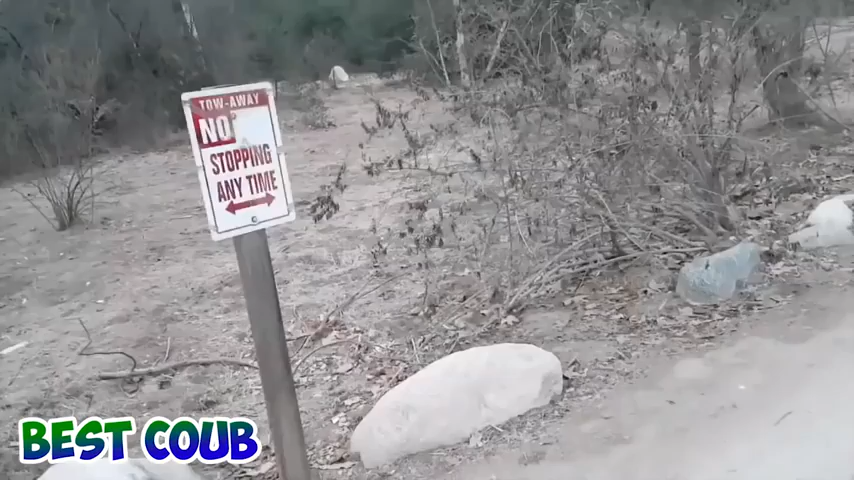 TOW-AWAY
NO
STOPPING
ANY TIME
BEST COUB